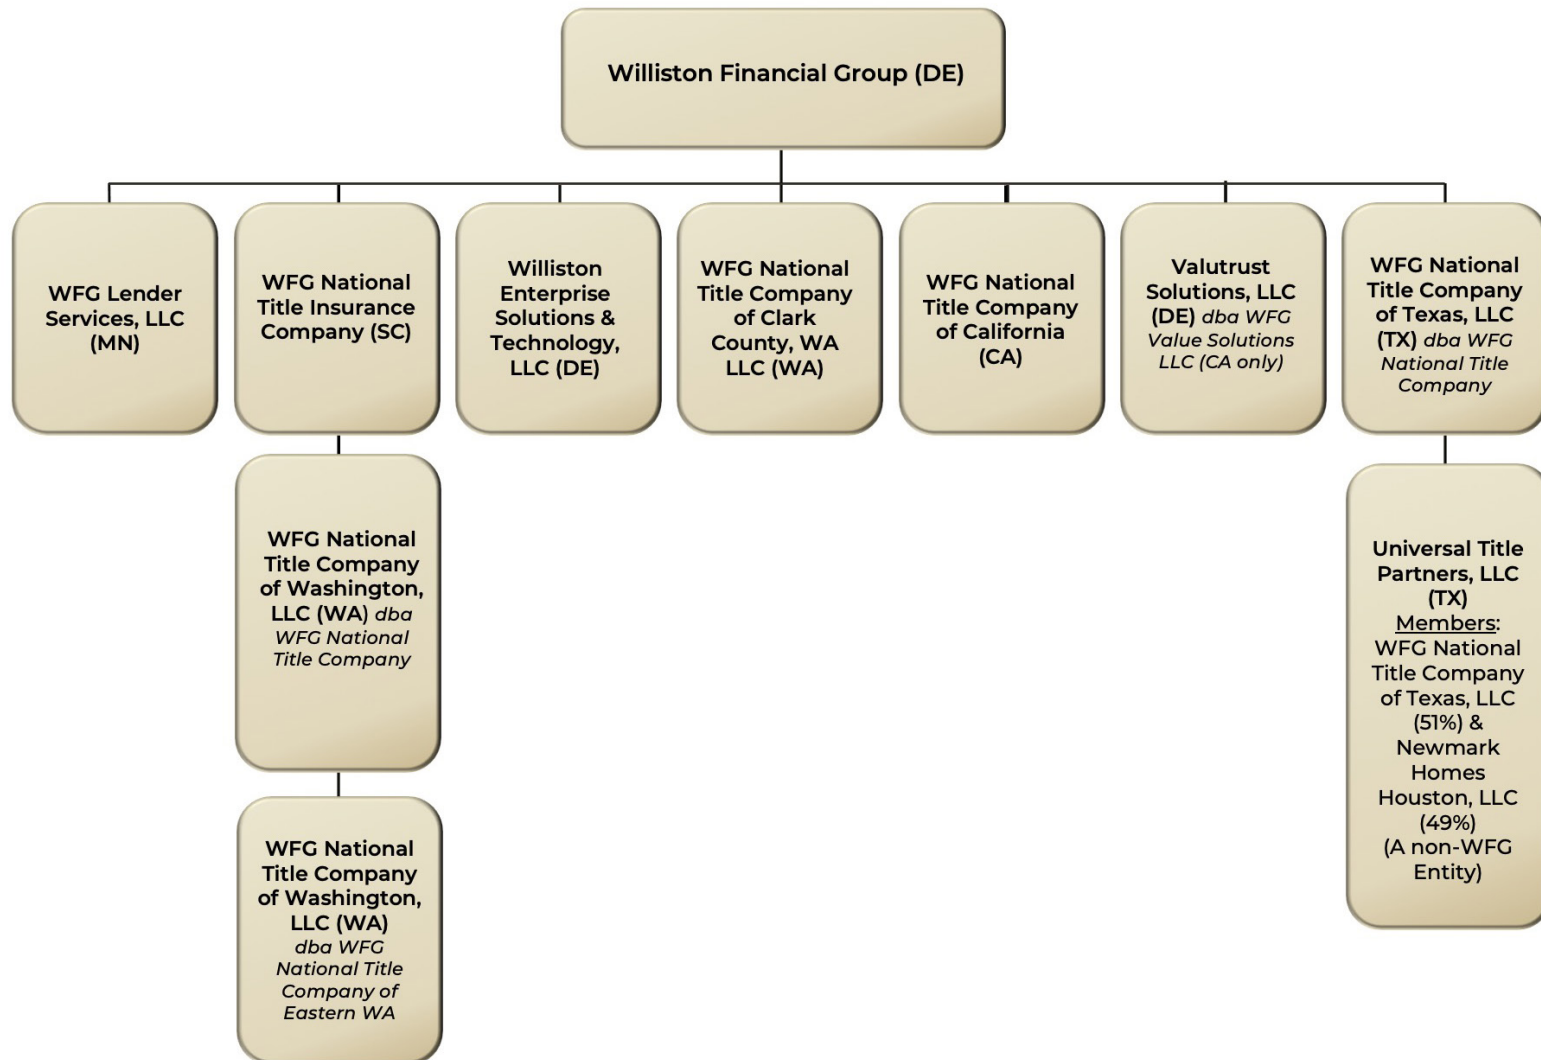 Williston Financial Group (DE)
WFG Lender
Services, LLC
(MN)
WFG National
Title Insurance
Company (SC)
Williston
Enterprise
Solutions &
Technology,
LLC (DE)
WFG National
Title Company
of Clark
County, WA
LLC (WA)
WFG National
Title Company
of California
(CA)
Valutrust
Solutions, LLC
(DE) dba WFG
Value Solutions
LLC (CA only)
WFG National
Title Company
of Texas, LLC
(TX) dba WFG
National Title
Company
WFG National
Title Company
of Washington,
LLC (WA) dba
WFG National
Title Company
Universal Title
Partners, LLC
(TX)
Members:
WFG National
Title Company
of Texas, LLC
(51%) &
Newmark
Homes
Houston, LLC
(49%)
(A non-WFG
Entity)
WFG National
Title Company
of Washington,
LLC (WA)
dba WFG
National Title
Company of
Eastern WA